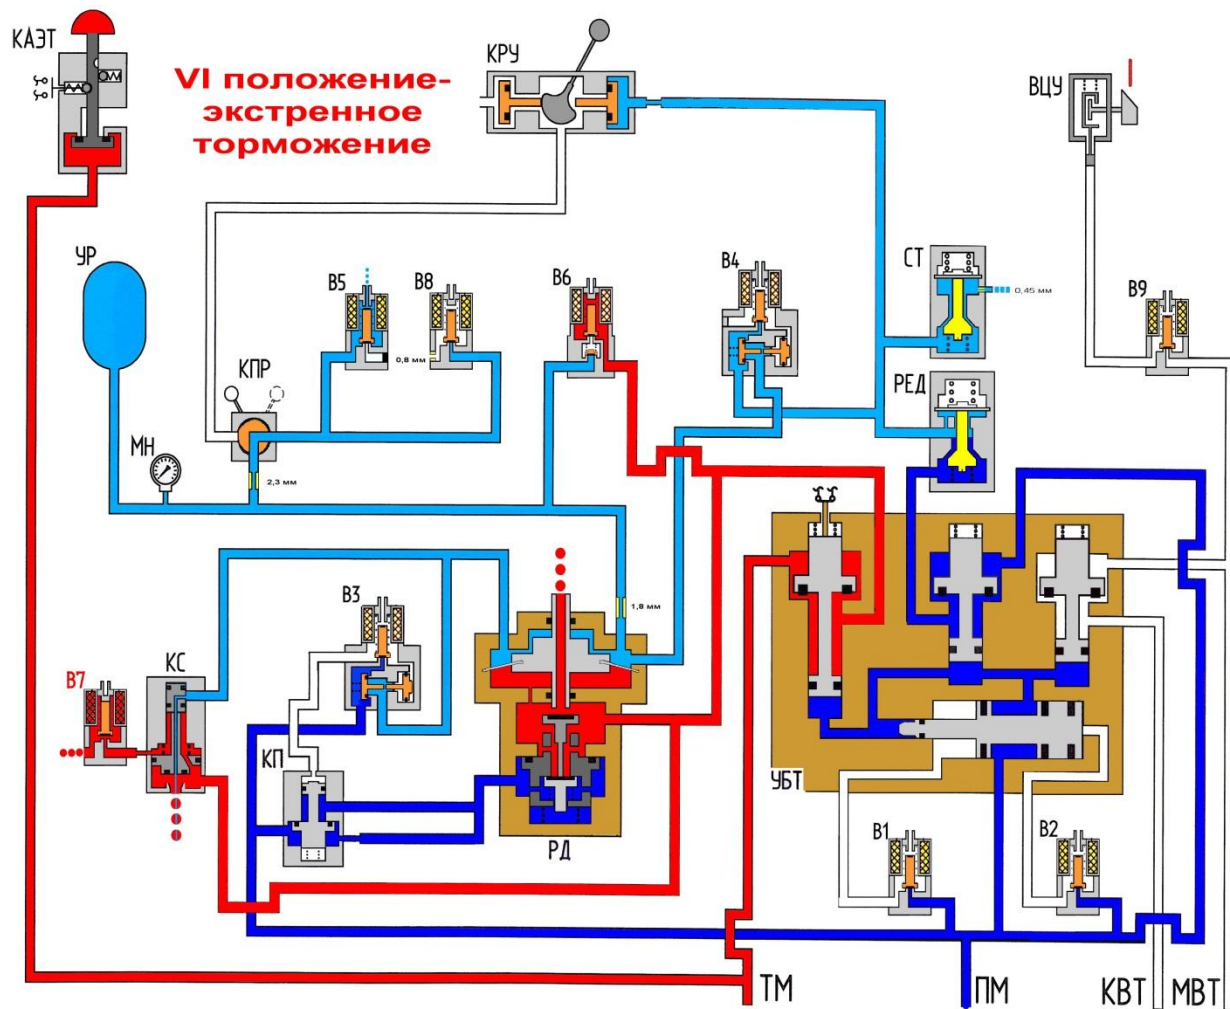 КАЭТ
VI положение-
экстренное
торможение
КРУ
ВЦУ
УР
В5
В8
В6
В4
СТ
0,45 мм
В9
0,8 мм
КПР
РЕД
МН
2,3 мм
1,8 мм
В3
КС
В7
КП
УБТ
РД
В1
В2
ТМ
ПМ
КВТ
МВТ